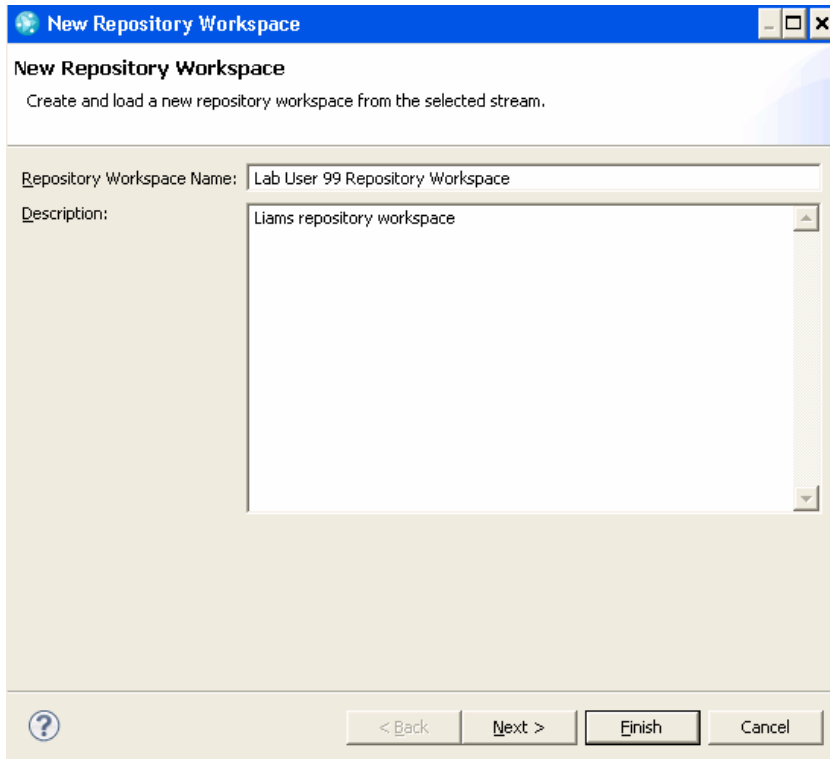 New Repository Workspace
New Repository Workspace
Create and load a new repository workspace from the selected stream.
Repository Workspace Name: Lab User 99 Repository Workspace
Description: Liams repository workspace
? < Back Next > Finish Cancel